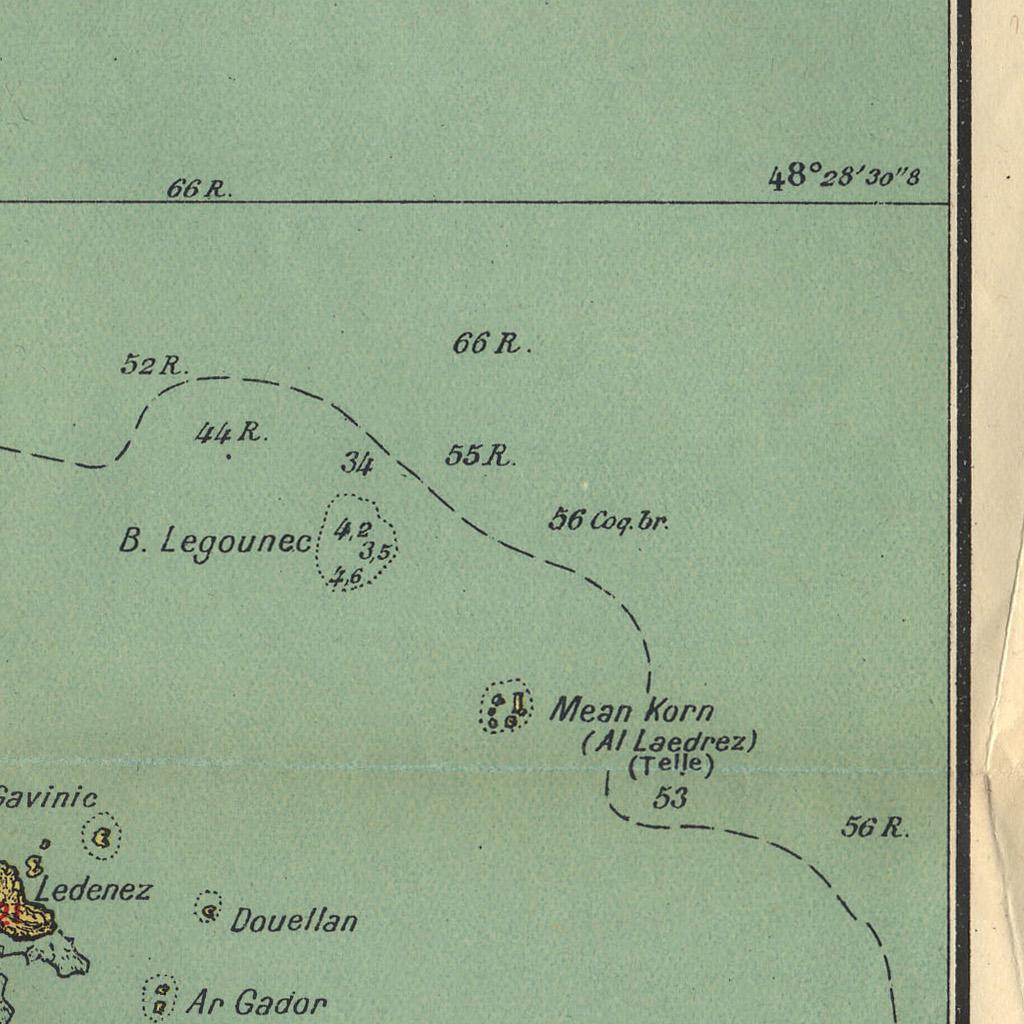 48°28'30"8
66 R.
66 R.
52 R.
44 R.
34
55 R.
56 Coq. br.
B. Legounec
4,2
3,5
4,6
Mean Korn
(Al Laedrez)
(Telle)
53
56 R.
Gavinic
Ledenez
Douellan
Ar Gador